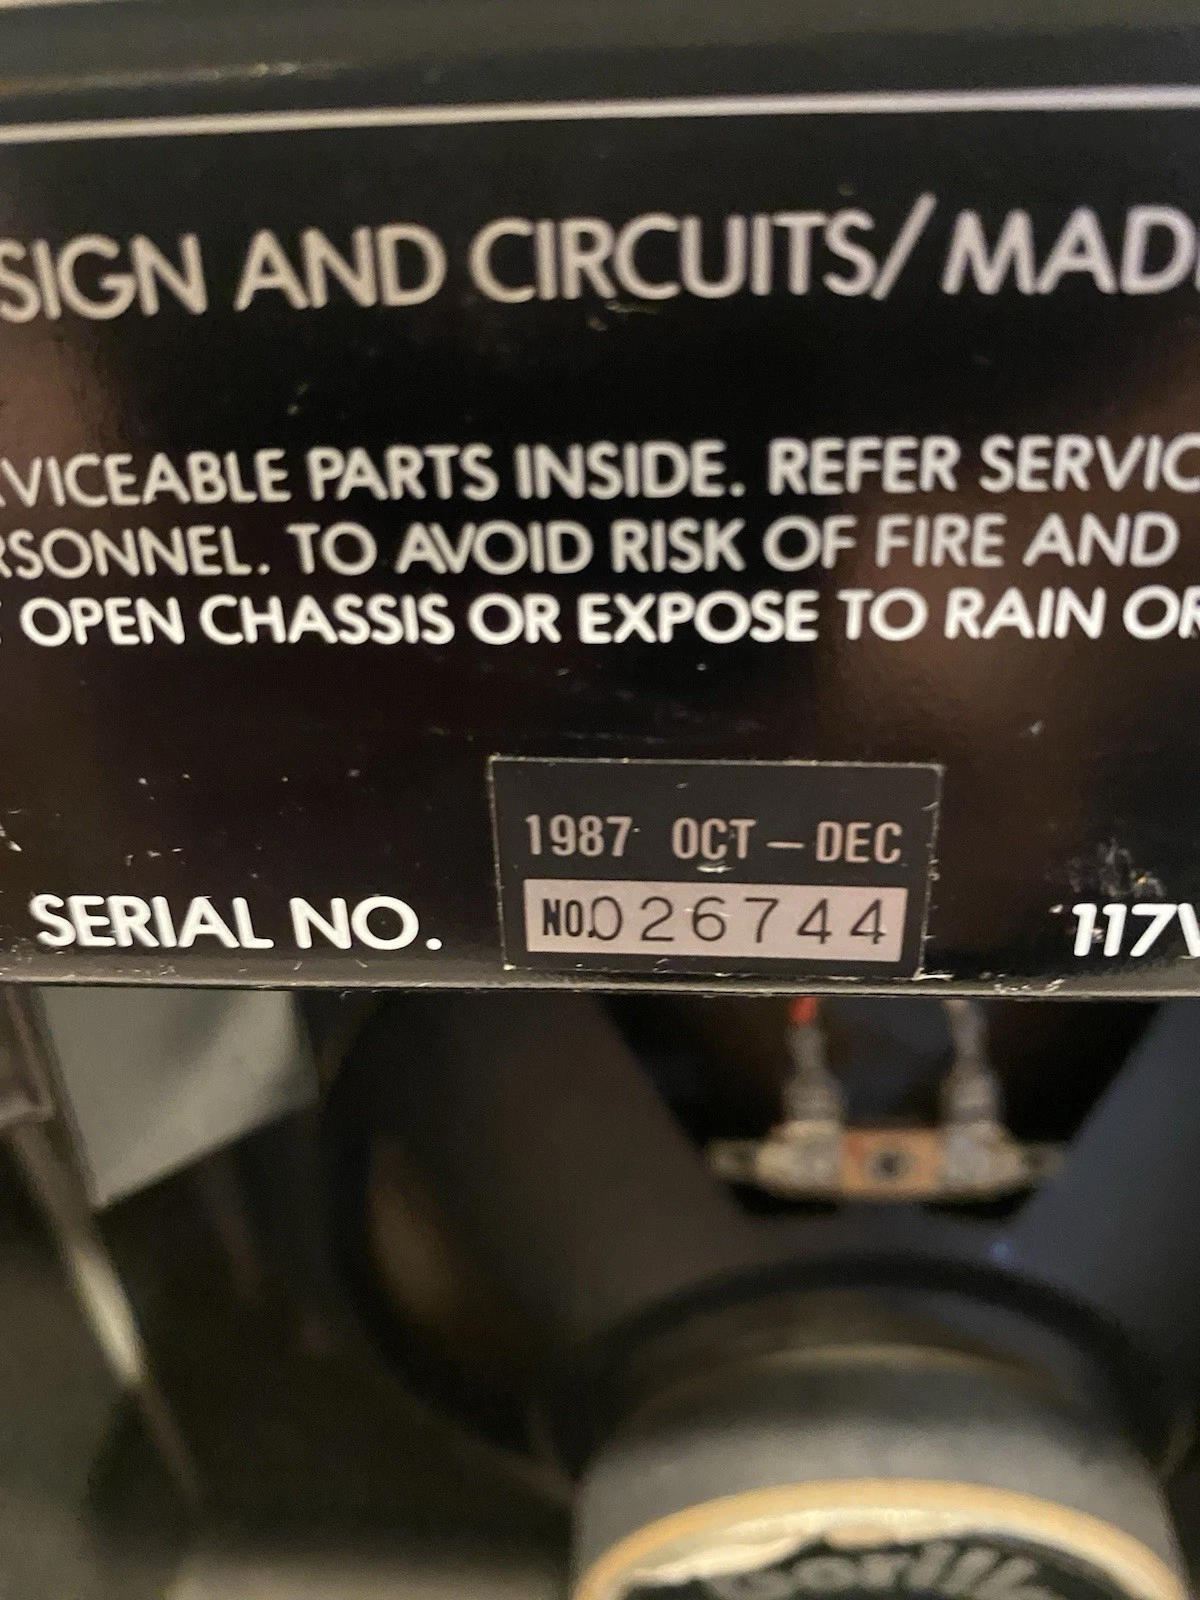 SIGN AND CIRCUITS/MAD
VICEABLE PARTS INSIDE. REFER SERVIC
RSONNEL. TO AVOID RISK OF FIRE AND
OPEN CHASSIS OR EXPOSE TO RAIN OR
1987 OCT-DEC
SERIAL NO. NO.026744 117V